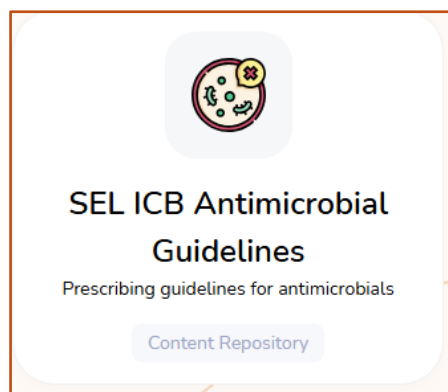 SEL ICB Antimicrobial
Guidelines
Prescribing guidelines for antimicrobials
Content Repository